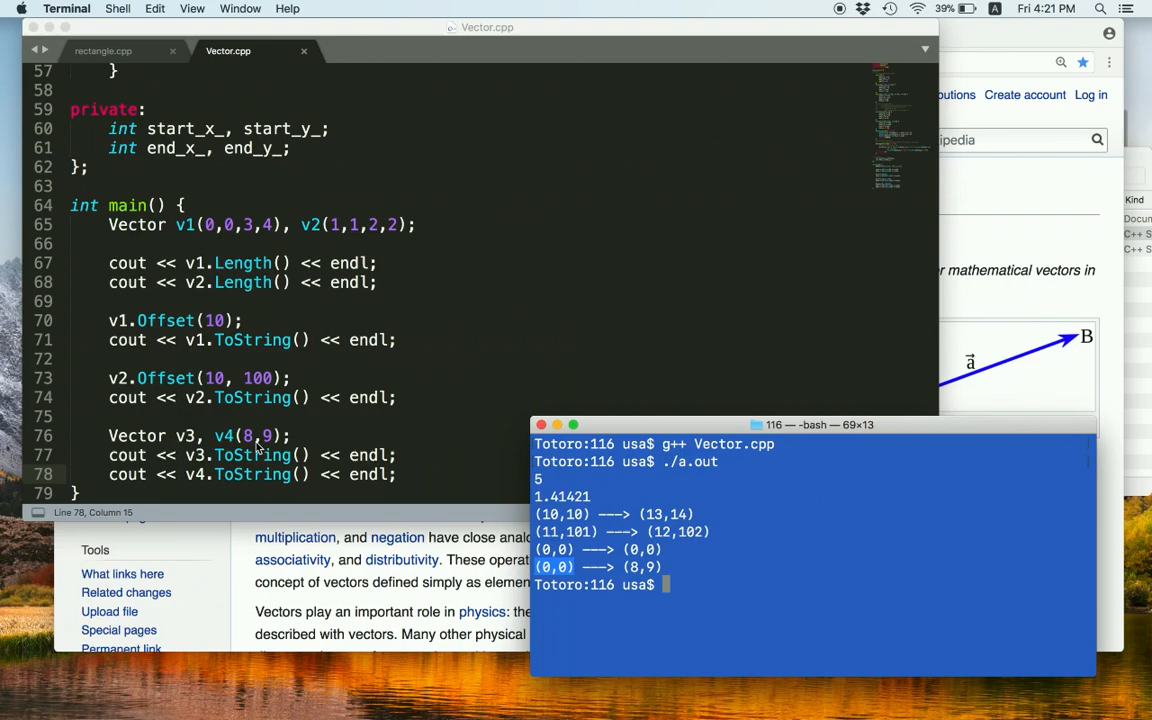 Terminal Shell Edit View Window Help 39% A Fri 4:21 PM
Vector.cpp
rectangle.cpp × Vector.cpp ×
57 }
58
59 private:
60 int start_x_, start_y_;
61 int end_x_, end_y_;
62 };
63
64 int main() {
65 Vector v1(0,0,3,4), v2(1,1,2,2);
66
67 cout << v1.Length() << endl;
68 cout << v2.Length() << endl;
69
70 v1.Offset(10);
71 cout << v1.ToString() << endl;
72
73 v2.Offset(10, 100);
74 cout << v2.ToString() << endl;
75
76 Vector v3, v4(8,9);
77 cout << v3.ToString() << endl;
78 cout << v4.ToString() << endl;
79 }
Line 78, Column 15
butions Create account Log in
ipedia
Kind
Docum
C++ S
C++ S
r mathematical vectors in
B
a
116 — -bash — 69×13
Totoro:116 usa$ g++ Vector.cpp
Totoro:116 usa$ ./a.out
5
1.41421
(10,10) ---> (13,14)
(11,101) ---> (12,102)
(0,0) ---> (0,0)
(0,0) ---> (8,9)
Totoro:116 usa$
Tools
What links here
Related changes
Upload file
Special pages
Permanent link
multiplication, and negation have close anal
associativity, and distributivity. These operat
concept of vectors defined simply as elemen
Vectors play an important role in physics: the
described with vectors. Many other physical